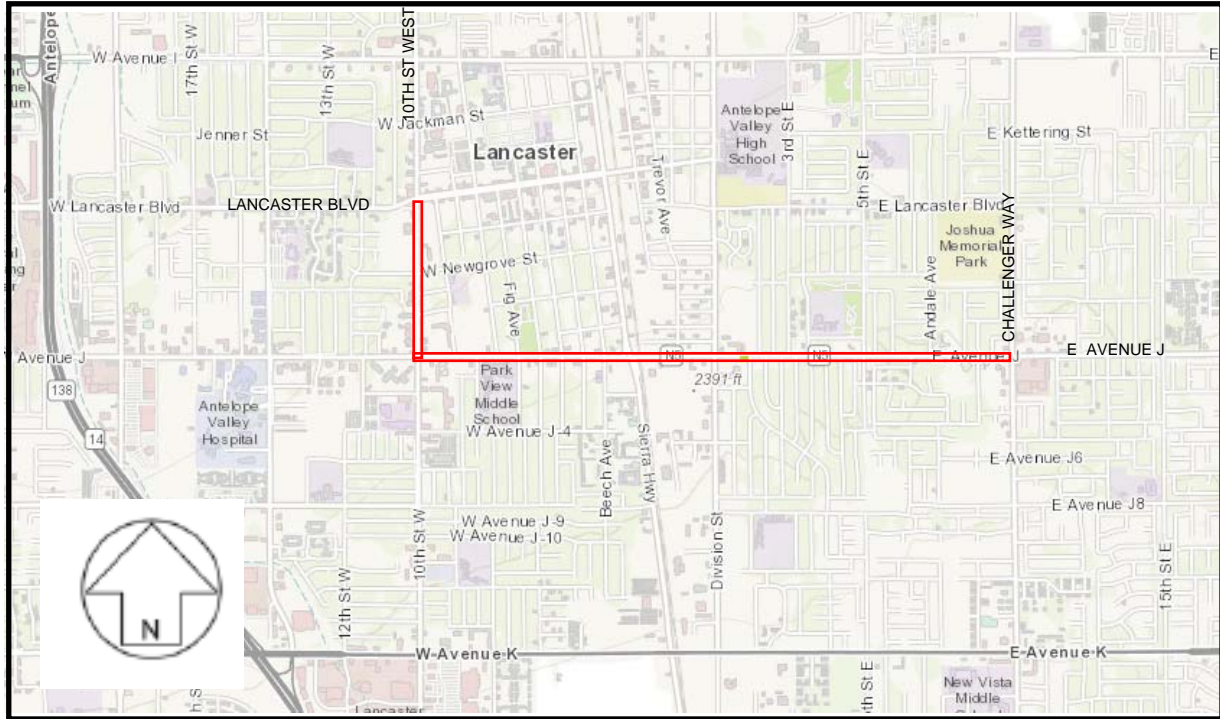 Antelope
W Avenue I
17th St W
13th St W
10TH ST WEST
W Jackman St
Jenner St
Lancaster
Antelope
Valley
High
School
3rd St E
E Kettering St
Trevor Ave
5th St E
W Lancaster Blvd
LANCASTER BLVD
E Lancaster Blvd
Joshua
Memorial
Park
CHALLENGER WAY
W Newgrove St
Fig Ave
Andale Ave
Avenue J
N5
N5
E Avenue J
E AVENUE J
2391 ft
138
14
Park
View
Middle
School
Antelope
Valley
Hospital
W Avenue J-4
Beech Ave
Sierra Hwy
E Avenue J6
E Avenue J8
W Avenue J-9
W Avenue J-10
10th St W
12th St W
Division St
15th St E
N
W Avenue K
E Avenue K
New Vista
Middle
Lancaster